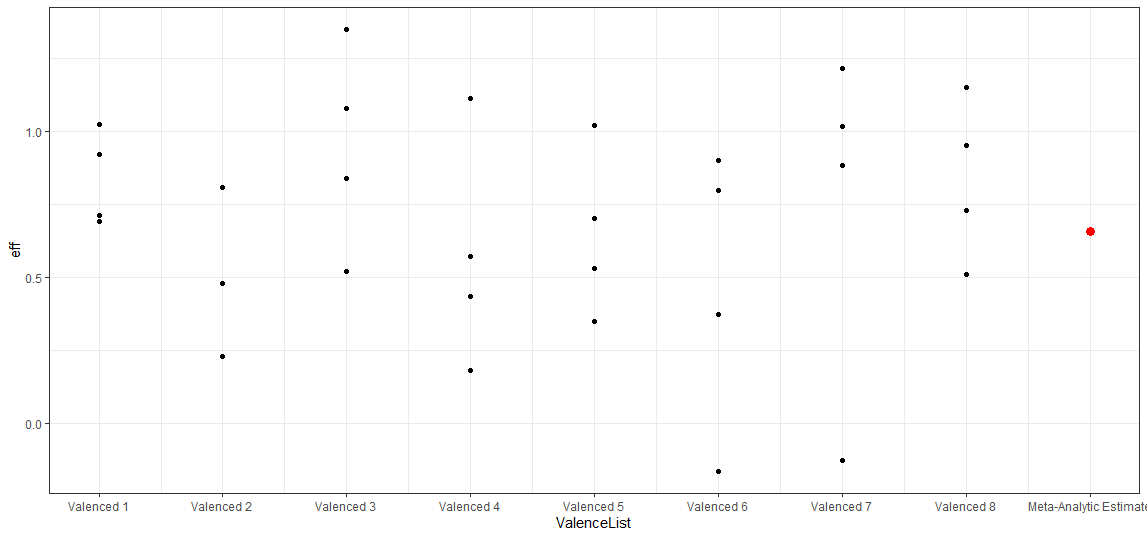 eff
1.0
0.5
0.0
Valenced 1 Valenced 2 Valenced 3 Valenced 4 Valenced 5 Valenced 6 Valenced 7 Valenced 8 Meta-Analytic Estimate
ValenceList